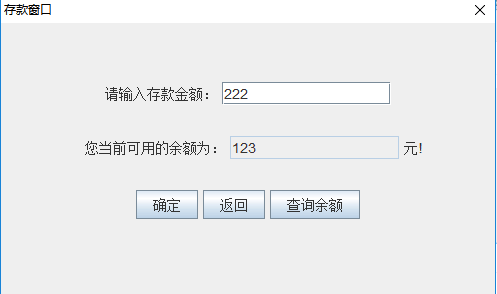 存款窗口
请输入存款金额： 222
您当前可用的余额为： 123 元!
确定 返回 查询余额